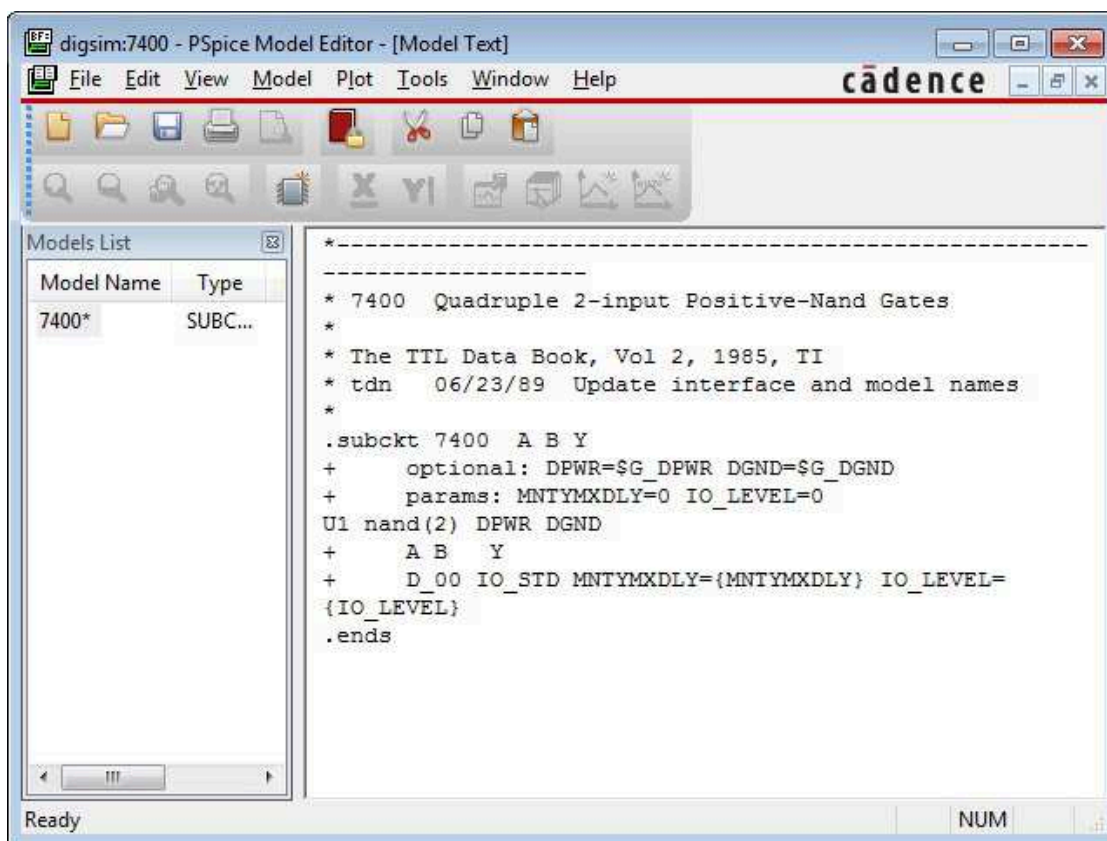 digsim:7400 - PSpice Model Editor - [Model Text]
File Edit View Model Plot Tools Window Help
cādence
Models List
Model Name Type
7400* SUBC...
*------------------------------------------------------
-------------------
* 7400  Quadruple 2-input Positive-Nand Gates
*
* The TTL Data Book, Vol 2, 1985, TI
* tdn   06/23/89  Update interface and model names
*
.subckt 7400  A B Y
+     optional: DPWR=$G_DPWR DGND=$G_DGND
+     params: MNTYMXDLY=0 IO_LEVEL=0
U1 nand(2) DPWR DGND
+     A B   Y
+     D_00 IO_STD MNTYMXDLY={MNTYMXDLY} IO_LEVEL=
{IO_LEVEL}
.ends
Ready
NUM